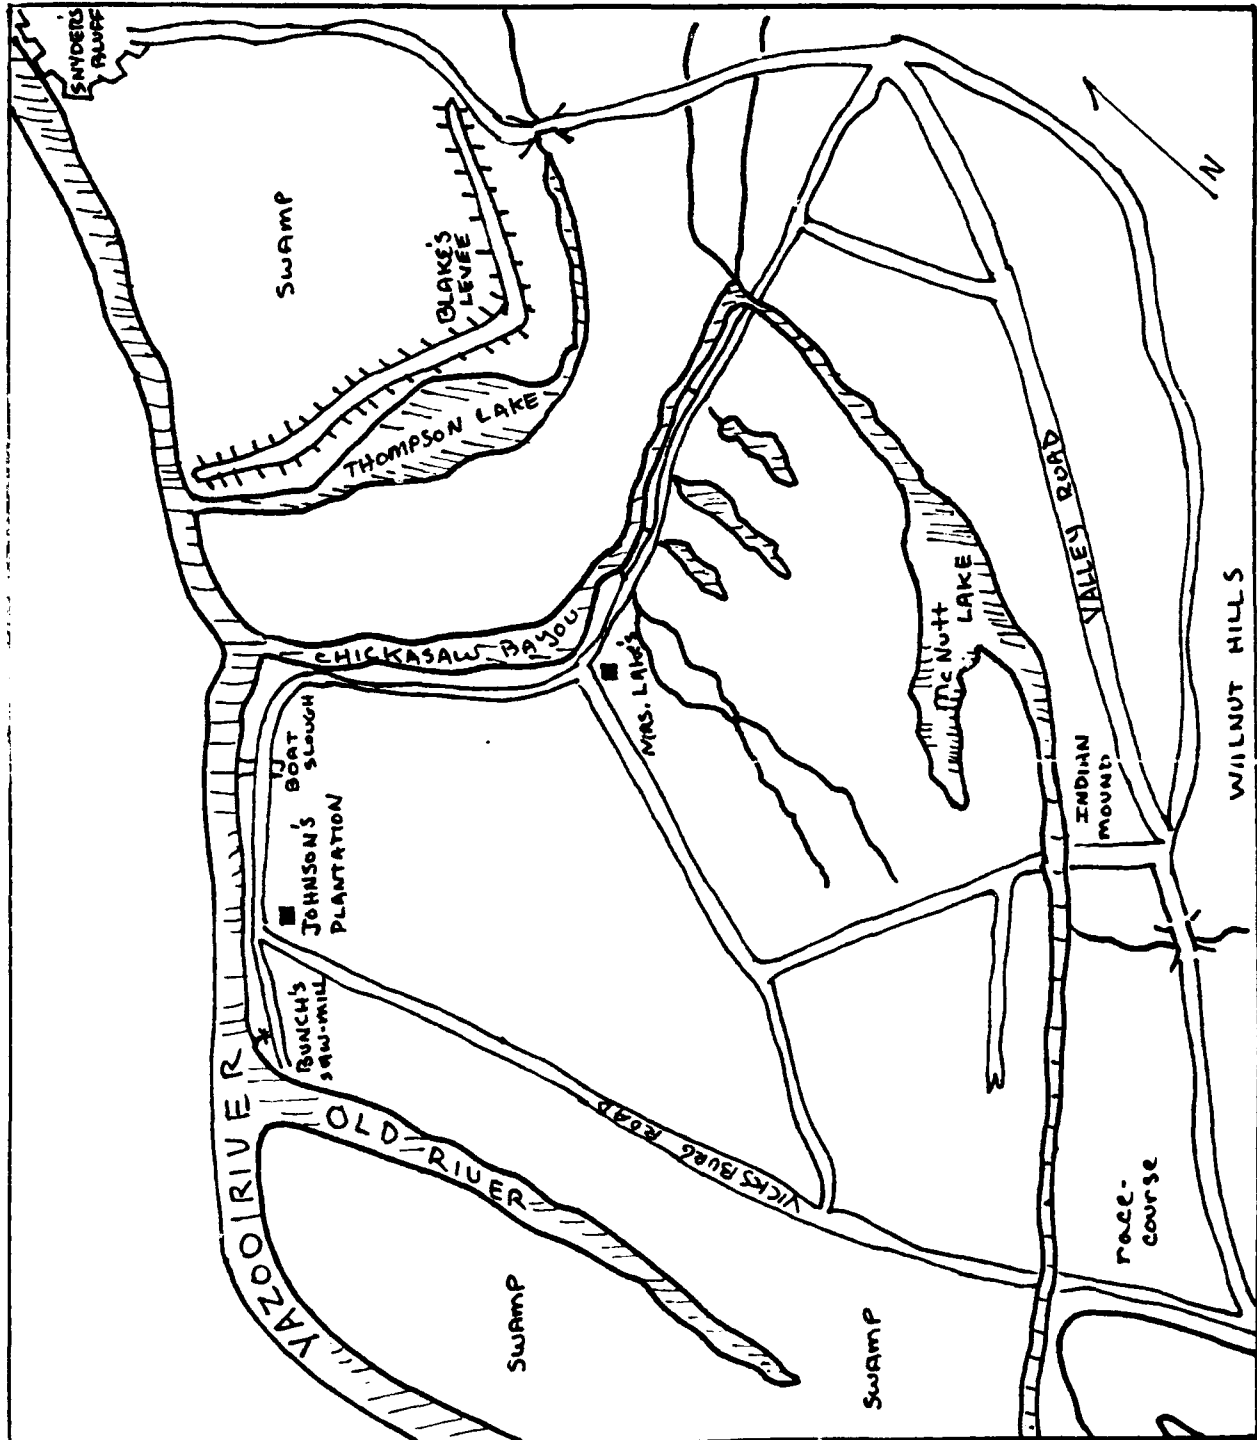 SNYDERS'
BLUFF
SWAMP
BLAKE'S
LEVEE
THOMPSON LAKE
N
CHICKASAW BAYOU
VALLEY ROAD
McNutt
LAKE
MRS. LAKE'S
BOAT
SLOUGH
JOHNSON'S
PLANTATION
INDIAN
MOUND
WALNUT HILLS
BUNCH'S
SAW-MILL
YAZOO RIVER
OLD RIVER
VICKSBURG ROAD
race-
course
SWAMP
SWAMP